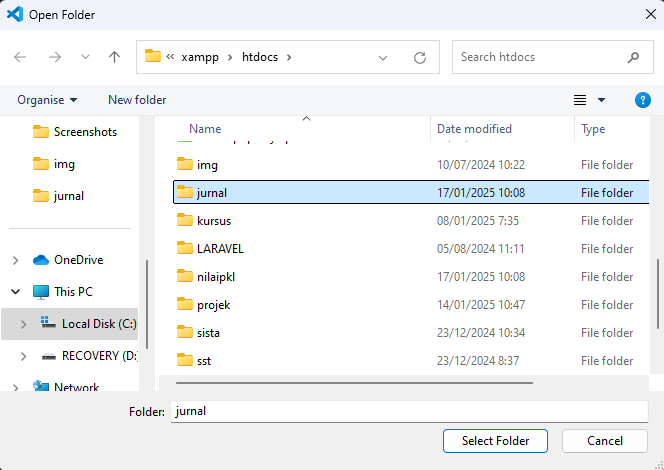 Open Folder
« xampp > htdocs >
Search htdocs
Organise
New folder
Screenshots
img
jurnal
OneDrive
This PC
Local Disk (C:)
RECOVERY (D:
Network
Name Date modified Type
img 10/07/2024 10:22 File folder
jurnal 17/01/2025 10:08 File folder
kursus 08/01/2025 7:35 File folder
LARAVEL 05/08/2024 11:11 File folder
nilaipkl 17/01/2025 10:08 File folder
projek 14/01/2025 10:47 File folder
sista 23/12/2024 10:34 File folder
sst 23/12/2024 8:37 File folder
Folder: jurnal
Select Folder
Cancel